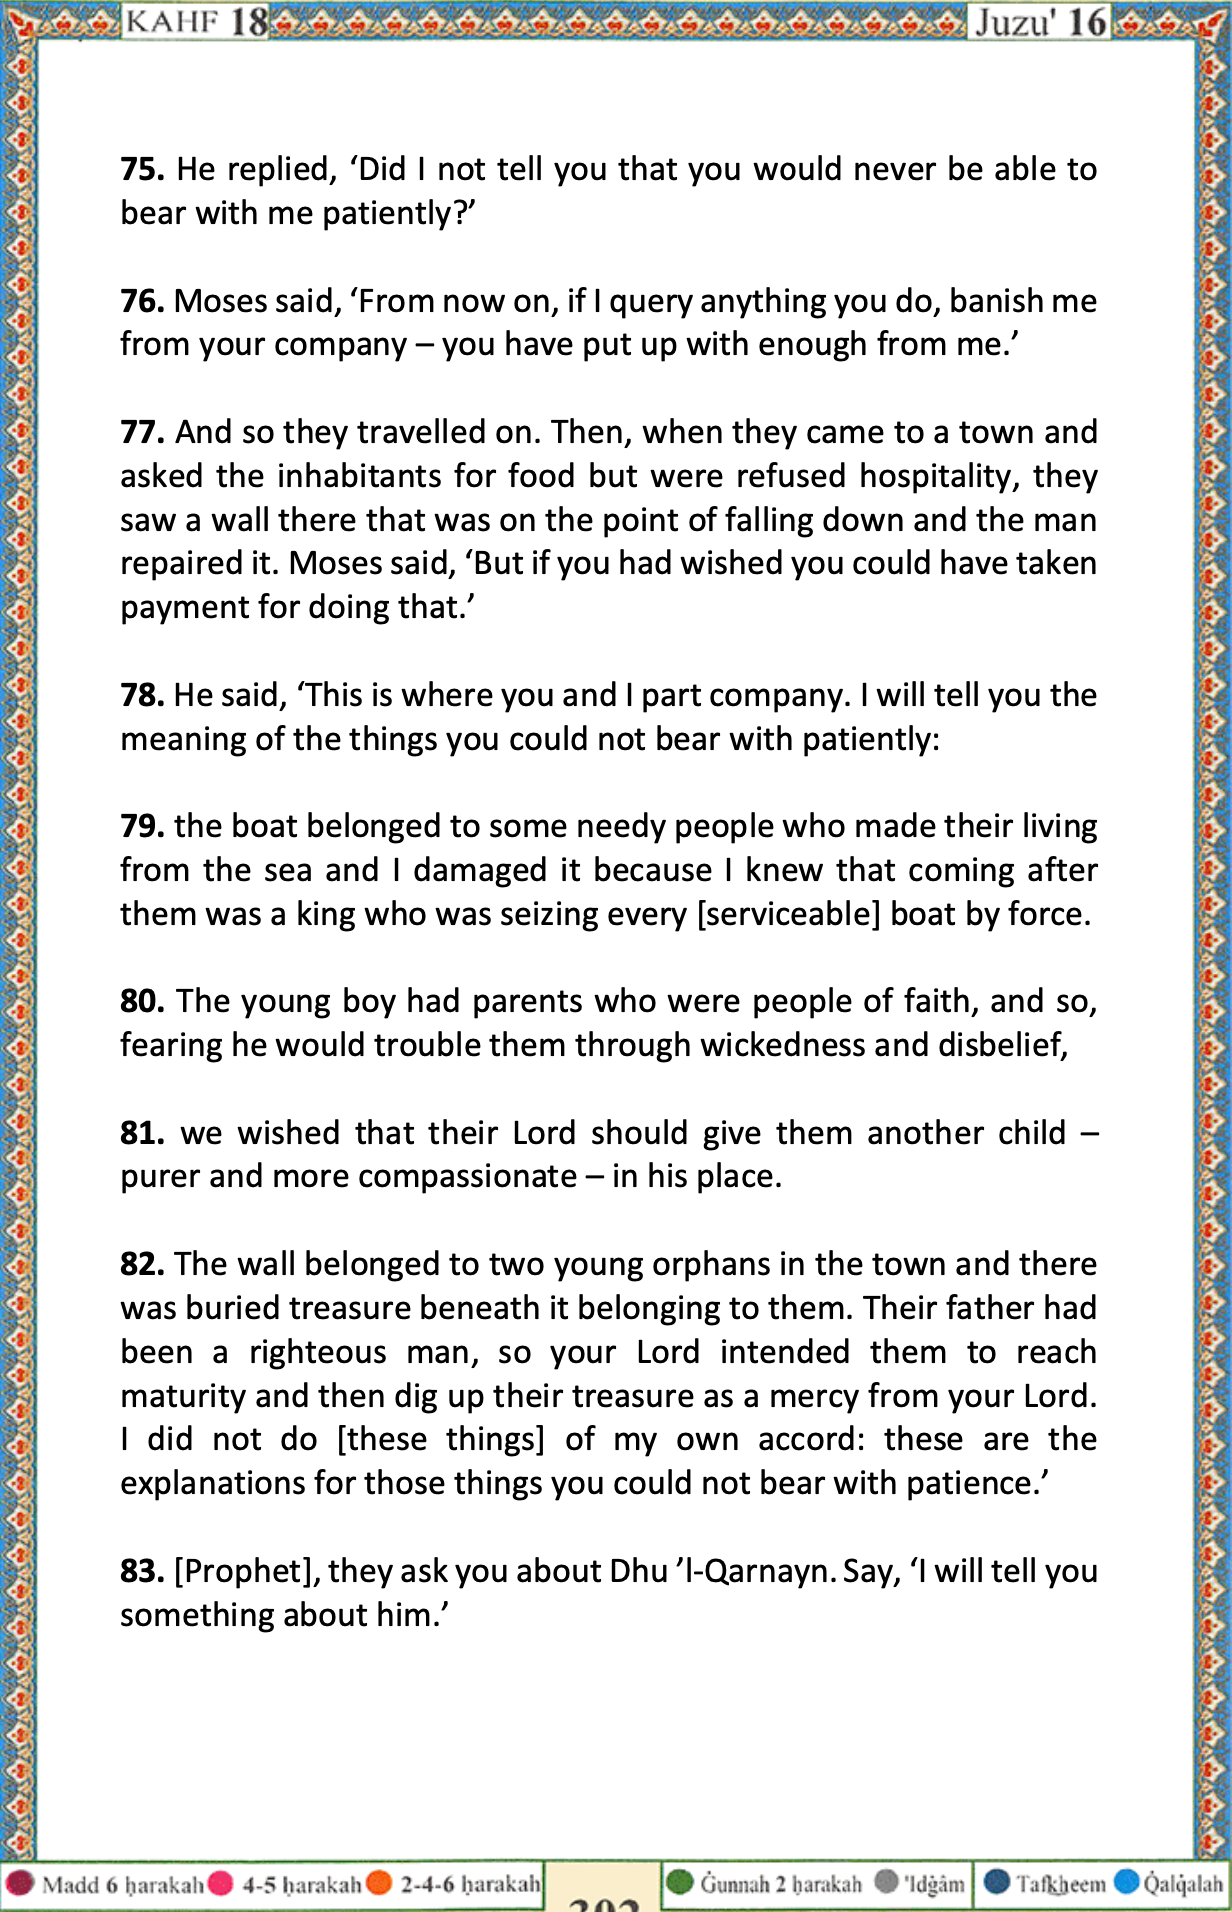 KAHF 18
Juzu' 16
75. He replied, ‘Did I not tell you that you would never be able to
bear with me patiently?’
76. Moses said, ‘From now on, if I query anything you do, banish me
from your company – you have put up with enough from me.’
77. And so they travelled on. Then, when they came to a town and
asked the inhabitants for food but were refused hospitality, they
saw a wall there that was on the point of falling down and the man
repaired it. Moses said, ‘But if you had wished you could have taken
payment for doing that.’
78. He said, ‘This is where you and I part company. I will tell you the
meaning of the things you could not bear with patiently:
79. the boat belonged to some needy people who made their living
from the sea and I damaged it because I knew that coming after
them was a king who was seizing every [serviceable] boat by force.
80. The young boy had parents who were people of faith, and so,
fearing he would trouble them through wickedness and disbelief,
81. we wished that their Lord should give them another child –
purer and more compassionate – in his place.
82. The wall belonged to two young orphans in the town and there
was buried treasure beneath it belonging to them. Their father had
been a righteous man, so your Lord intended them to reach
maturity and then dig up their treasure as a mercy from your Lord.
I did not do [these things] of my own accord: these are the
explanations for those things you could not bear with patience.’
83. [Prophet], they ask you about Dhu ’l-Qarnayn. Say, ‘I will tell you
something about him.’
Madd 6 ḥarakah 4-5 ḥarakah 2-4-6 ḥarakah
302
Ġunnah 2 ḥarakah 'Idġâm Tafkheem Q̇alq̇alah